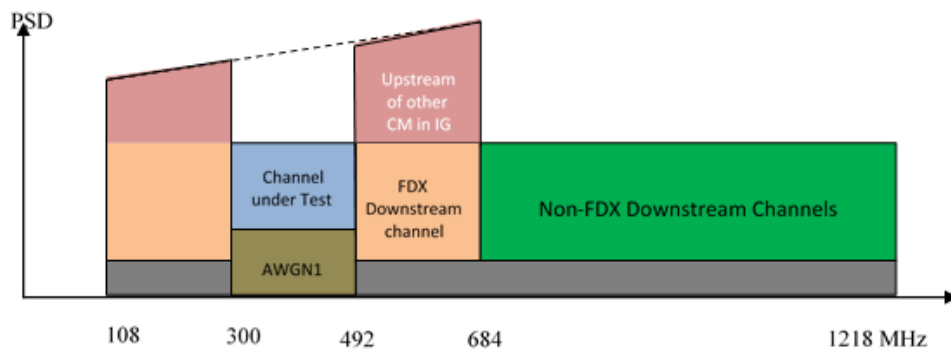 PSD
Upstream
of other
CM in IG
Channel
under Test
FDX
Downstream
channel
Non-FDX Downstream Channels
AWGN1
108
300
492
684
1218 MHz